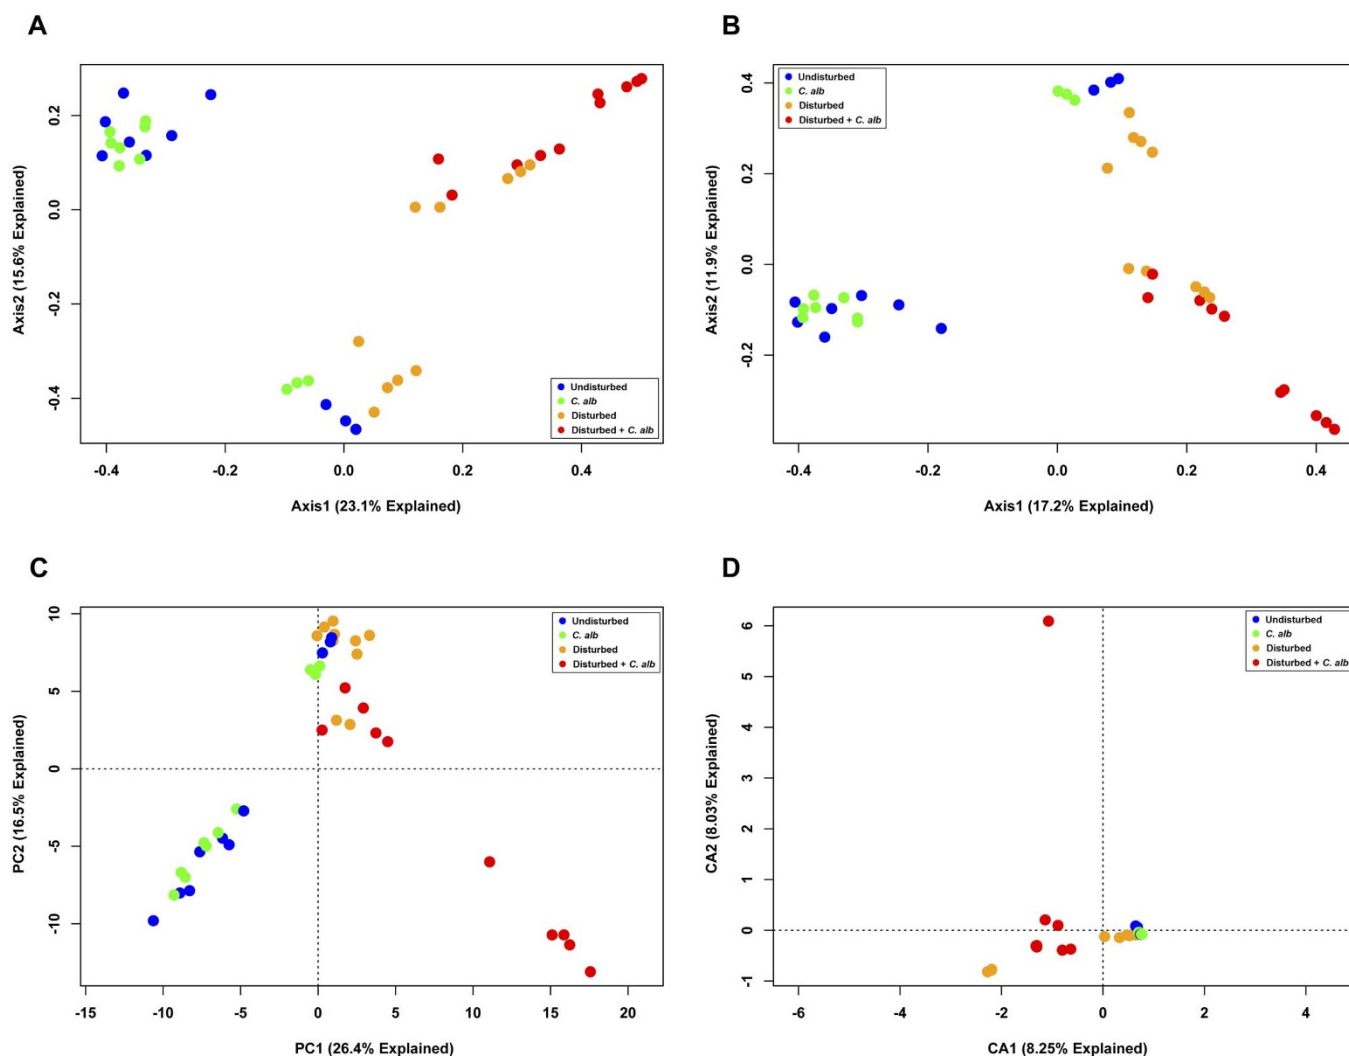 A
Axis2 (15.6% Explained)
0.2
0.0
-0.2
-0.4
-0.4
-0.2
0.0
0.2
0.4
Axis1 (23.1% Explained)
Undisturbed
C. alb
Disturbed
Disturbed + C. alb
B
Axis2 (11.9% Explained)
0.4
0.2
0.0
-0.2
-0.4
-0.2
0.0
0.2
0.4
Axis1 (17.2% Explained)
Undisturbed
C. alb
Disturbed
Disturbed + C. alb
C
PC2 (16.5% Explained)
10
5
0
-5
-10
-15
-10
-5
0
5
10
15
20
PC1 (26.4% Explained)
Undisturbed
C. alb
Disturbed
Disturbed + C. alb
D
CA2 (8.03% Explained)
6
5
4
3
2
1
0
-1
-6
-4
-2
0
2
4
CA1 (8.25% Explained)
Undisturbed
C. alb
Disturbed
Disturbed + C. alb